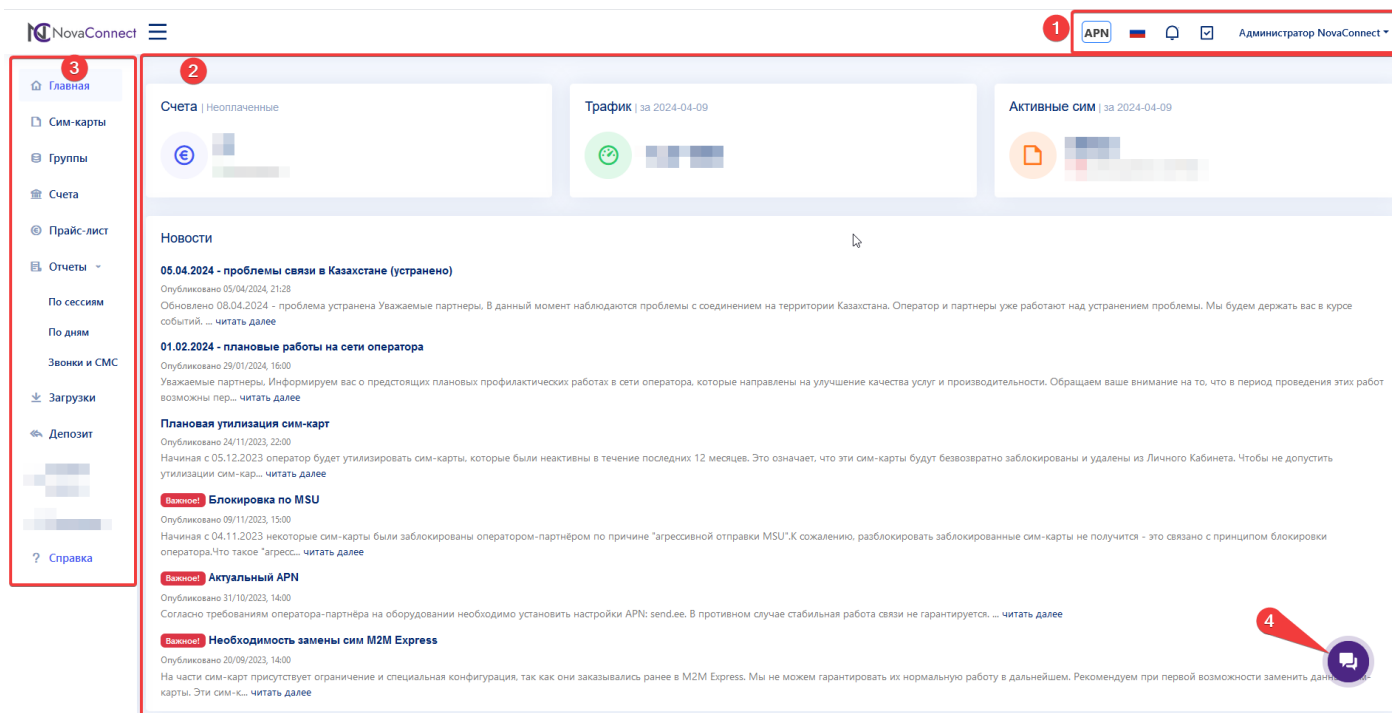 NovaConnect
1
APN
Администратор NovaConnect
3
Главная
Сим-карты
Группы
Счета
Прайс-лист
Отчеты
По сессиям
По дням
Звонки и СМС
Загрузки
Депозит
? Справка
2
Счета | Неоплаченные
Трафик | за 2024-04-09
Активные сим | за 2024-04-09
Новости
05.04.2024 - проблемы связи в Казахстане (устранено)
Опубликовано 05/04/2024, 21:28
Обновлено 08.04.2024 - проблема устранена Уважаемые партнеры, В данный момент наблюдаются проблемы с соединением на территории Казахстана. Оператор и партнеры уже работают над устранением проблемы. Мы будем держать вас в курсе
событий. ... читать далее
01.02.2024 - плановые работы на сети оператора
Опубликовано 29/01/2024, 16:00
Уважаемые партнеры, Информируем вас о предстоящих плановых профилактических работах в сети оператора, которые направлены на улучшение качества услуг и производительности. Обращаем ваше внимание на то, что в период проведения этих работ
возможны пер... читать далее
Плановая утилизация сим-карт
Опубликовано 24/11/2023, 22:00
Начиная с 05.12.2023 оператор будет утилизировать сим-карты, которые были неактивны в течение последних 12 месяцев. Это означает, что эти сим-карты будут безвозвратно заблокированы и удалены из Личного Кабинета. Чтобы не допустить
утилизации сим-кар... читать далее
Важное! Блокировка по MSU
Опубликовано 09/11/2023, 15:00
Начиная с 04.11.2023 некоторые сим-карты были заблокированы оператором-партнёром по причине "агрессивной отправки MSU".К сожалению, разблокировать заблокированные сим-карты не получится - это связано с принципом блокировки
оператора.Что такое "агресс... читать далее
Важное! Актуальный APN
Опубликовано 31/10/2023, 14:00
Согласно требованиям оператора-партнёра на оборудовании необходимо установить настройки APN: send.ee. В противном случае стабильная работа связи не гарантируется. ... читать далее
Важное! Необходимость замены сим M2M Express
Опубликовано 20/09/2023, 14:00
На части сим-карт присутствует ограничение и специальная конфигурация, так как они заказывались ранее в M2M Express. Мы не можем гарантировать их нормальную работу в дальнейшем. Рекомендуем при первой возможности заменить
карты. Эти сим-к... читать далее
4